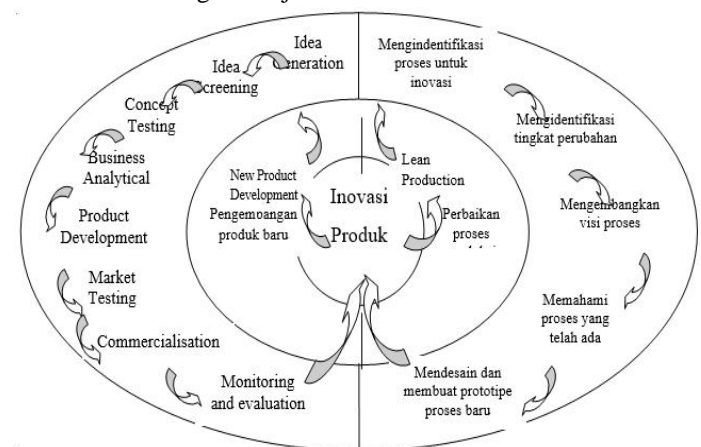 Idea
Generation
Idea
Screening
Concept
Testing
Business
Analytical
Product
Development
Market
Testing
Commercialisation
Monitoring
and evaluation
Mengindentifikasi
proses untuk
inovasi
Mengidentifikasi
tingkat perubahan
Mengembangkan
visi proses
Memahami
proses yang
telah ada
Mendesain dan
membuat prototipe
proses baru
New Product
Development
Pengembangan
produk baru
Lean
Production
Perbaikan
proses
Inovasi
Produk